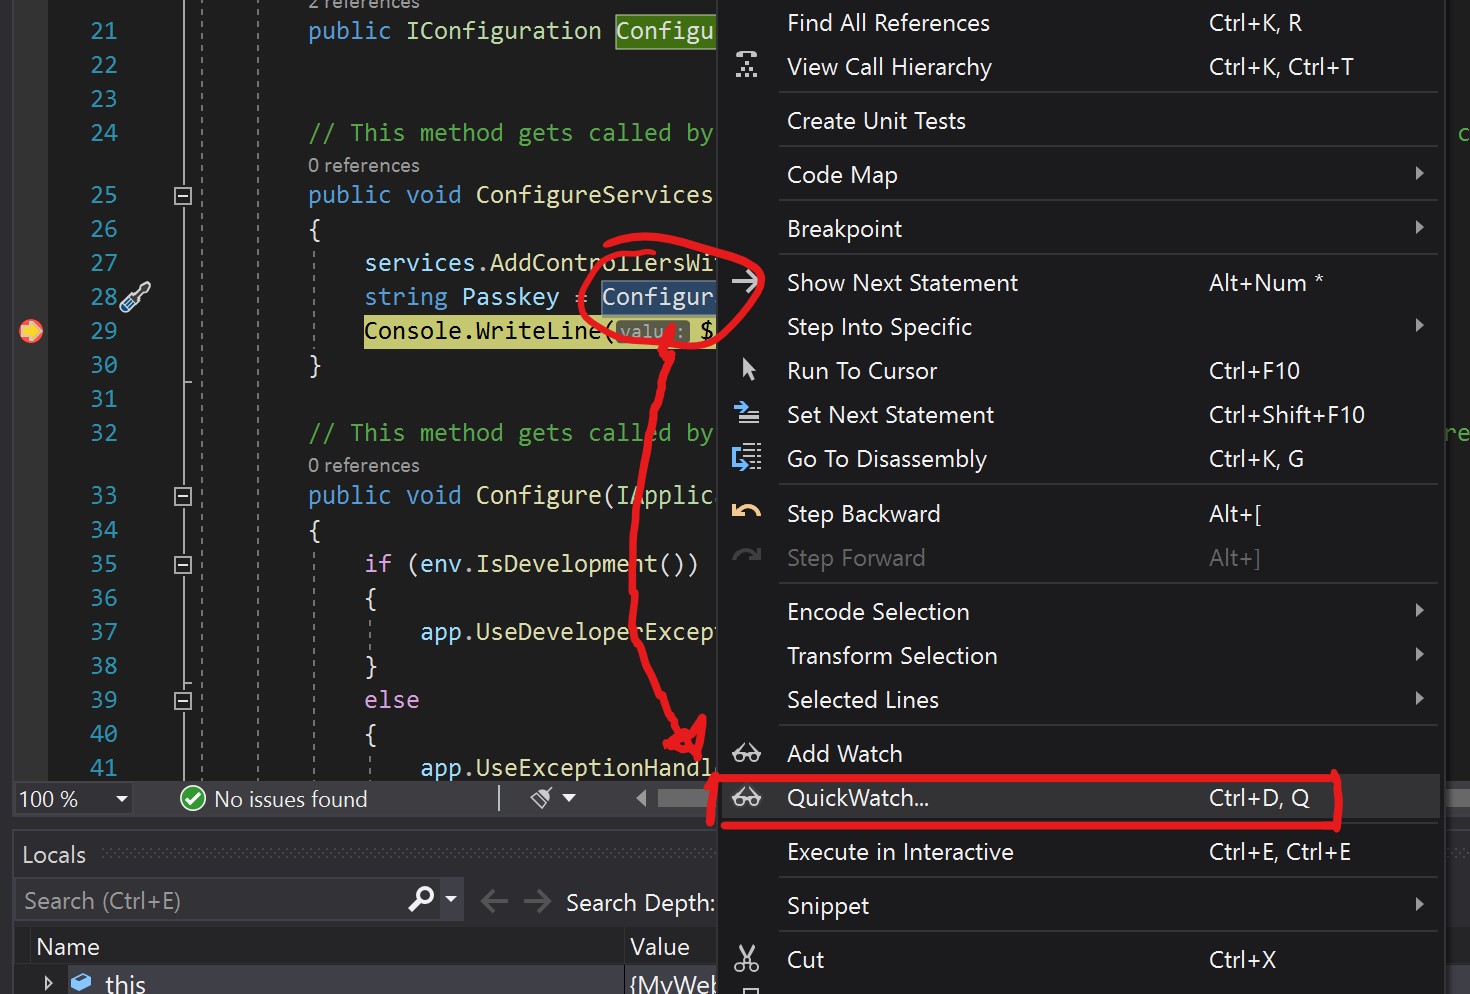 2 references
21 public IConfiguration Configu
22
23
24 // This method gets called by
0 references
25 public void ConfigureServices
26 {
27 services.AddControllersWi
28 string Passkey = Configur
29 Console.WriteLine(value: $
30 }
31
32 // This method gets called by
0 references
33 public void Configure(IApplic
34 {
35 if (env.IsDevelopment())
36 {
37 app.UseDeveloperExcept
38 }
39 else
40 {
41 app.UseExceptionHandl
100 %
No issues found
Locals
Search (Ctrl+E)
Search Depth:
Name Value
this {MyWeb
Find All References Ctrl+K, R
View Call Hierarchy Ctrl+K, Ctrl+T
Create Unit Tests
Code Map
Breakpoint
Show Next Statement Alt+Num *
Step Into Specific
Run To Cursor Ctrl+F10
Set Next Statement Ctrl+Shift+F10
Go To Disassembly Ctrl+K, G
Step Backward Alt+[
Step Forward Alt+]
Encode Selection
Transform Selection
Selected Lines
Add Watch
QuickWatch... Ctrl+D, Q
Execute in Interactive Ctrl+E, Ctrl+E
Snippet
Cut Ctrl+X
c
re